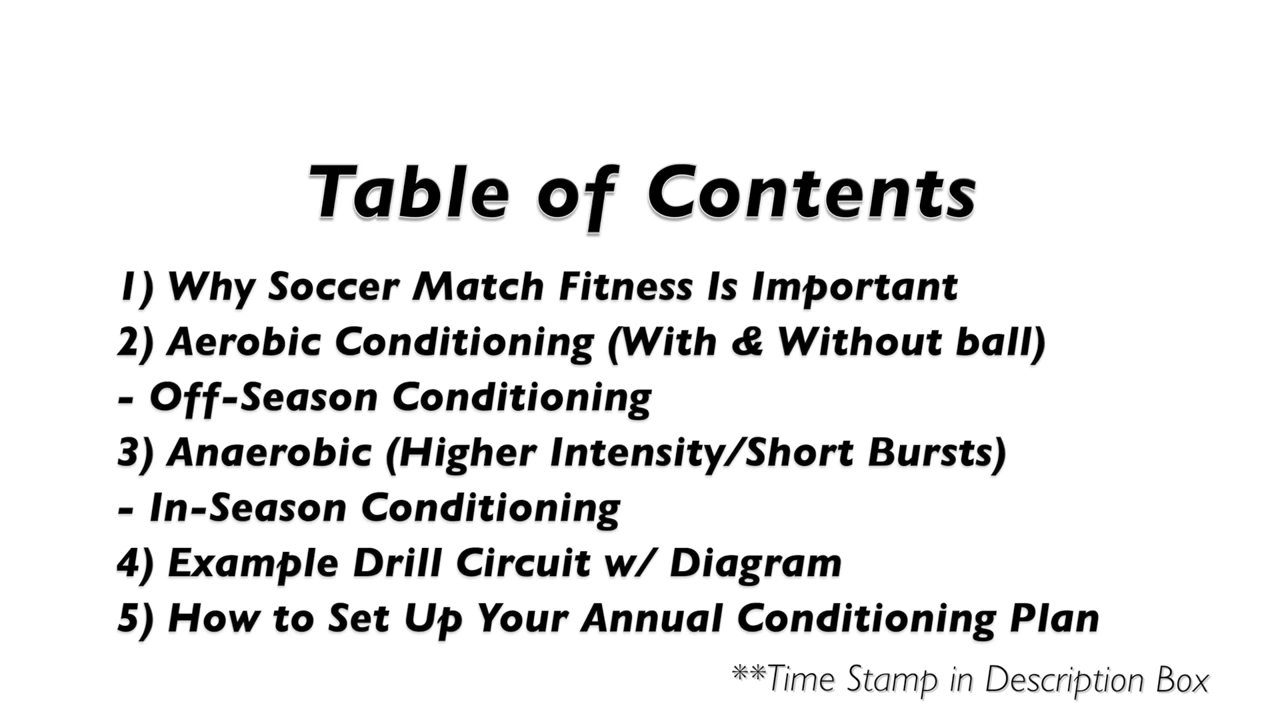 Table of Contents
1) Why Soccer Match Fitness Is Important
2) Aerobic Conditioning (With & Without ball)
- Off-Season Conditioning
3) Anaerobic (Higher Intensity/Short Bursts)
- In-Season Conditioning
4) Example Drill Circuit w/ Diagram
5) How to Set Up Your Annual Conditioning Plan
**Time Stamp in Description Box